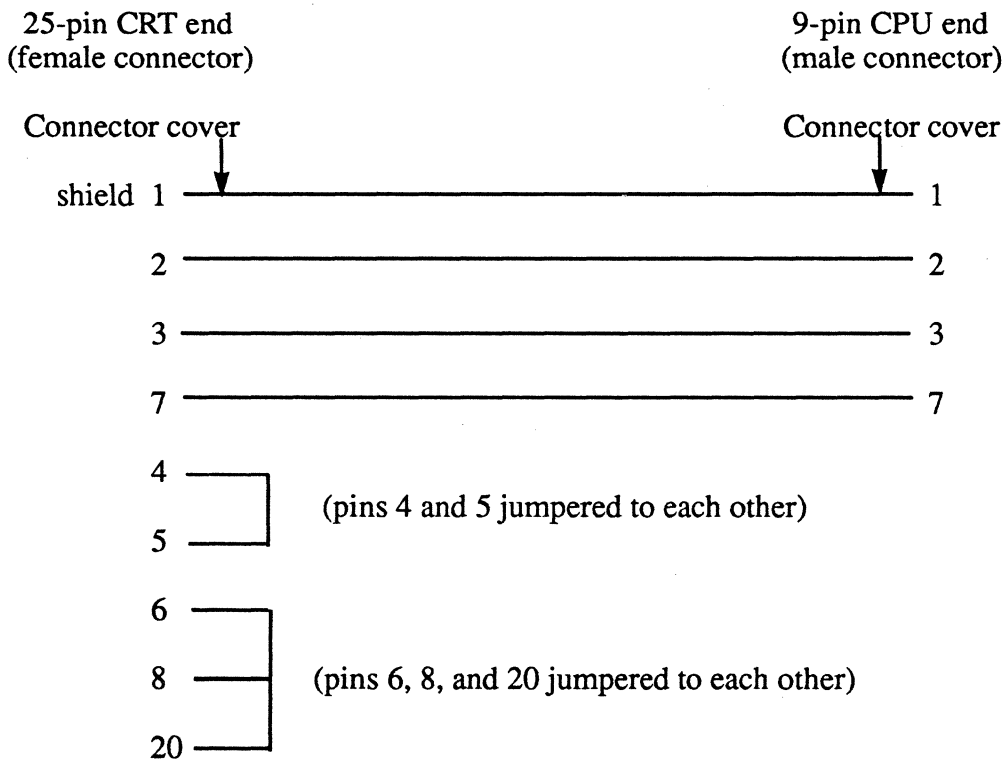 25-pin CRT end
(female connector)
9-pin CPU end
(male connector)
Connector cover
Connector cover
shield 1
1
2
2
3
3
7
7
4
(pins 4 and 5 jumpered to each other)
5
6
8
(pins 6, 8, and 20 jumpered to each other)
20